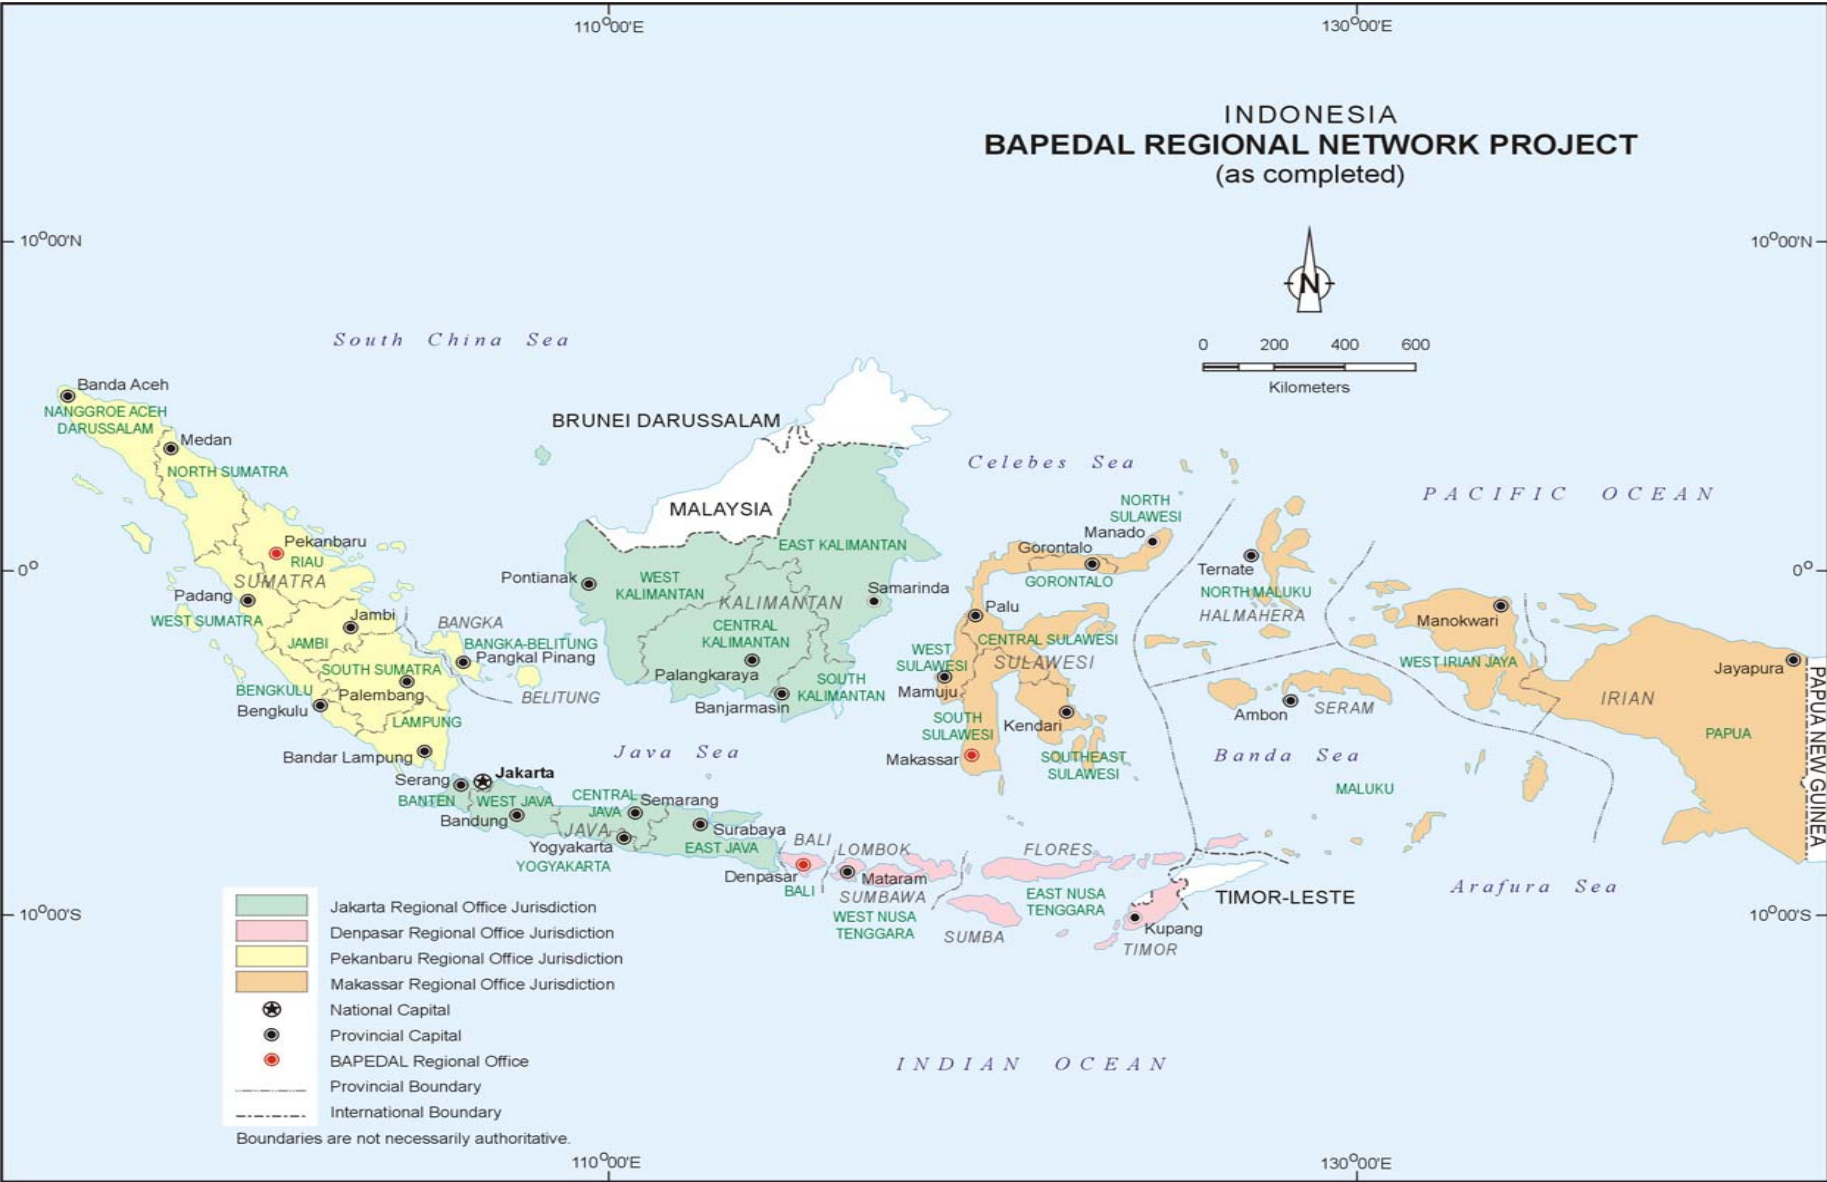 110°00'E
130°00'E
INDONESIA
BAPEDAL REGIONAL NETWORK PROJECT
(as completed)
10°00'N
10°00'N
N
South China Sea
0 200 400 600
Kilometers
Banda Aceh
NANGGROE ACEH
DARUSSALAM
Medan
NORTH SUMATRA
BRUNEI DARUSSALAM
MALAYSIA
Celebes Sea
PACIFIC OCEAN
NORTH
SULAWESI
Manado
Gorontalo
GORONTALO
Pekanbaru
RIAU
SUMATRA
0°
0°
Padang
WEST SUMATRA
Jambi
JAMBI
BANGKA
BANGKA-BELITUNG
Pangkal Pinang
SOUTH SUMATRA
Palembang
BELITUNG
BENGKULU
Bengkulu
LAMPUNG
Bandar Lampung
Pontianak
WEST
KALIMANTAN
EAST KALIMANTAN
KALIMANTAN
Samarinda
CENTRAL
KALIMANTAN
Palangkaraya
SOUTH
KALIMANTAN
Banjarmasin
Palu
CENTRAL SULAWESI
WEST
SULAWESI
SULAWESI
Mamuju
SOUTH
SULAWESI
Kendari
Makassar
SOUTHEAST
SULAWESI
Ternate
NORTH MALUKU
HALMAHERA
Manokwari
WEST IRIAN JAYA
Jayapura
IRIAN
PAPUA
PAPUA NEW GUINEA
Ambon
SERAM
Banda Sea
MALUKU
Java Sea
Serang
Jakarta
BANTEN
WEST JAVA
Bandung
CENTRAL
JAVA
Semarang
JAVA
Yogyakarta
YOGYAKARTA
Surabaya
EAST JAVA
BALI
Denpasar
BALI
LOMBOK
Mataram
SUMBAWA
WEST NUSA
TENGGARA
FLORES
EAST NUSA
TENGGARA
SUMBA
Kupang
TIMOR
TIMOR-LESTE
Arafura Sea
10°00'S
10°00'S
Jakarta Regional Office Jurisdiction
Denpasar Regional Office Jurisdiction
Pekanbaru Regional Office Jurisdiction
Makassar Regional Office Jurisdiction
National Capital
Provincial Capital
BAPEDAL Regional Office
Provincial Boundary
International Boundary
Boundaries are not necessarily authoritative.
INDIAN OCEAN
110°00'E
130°00'E